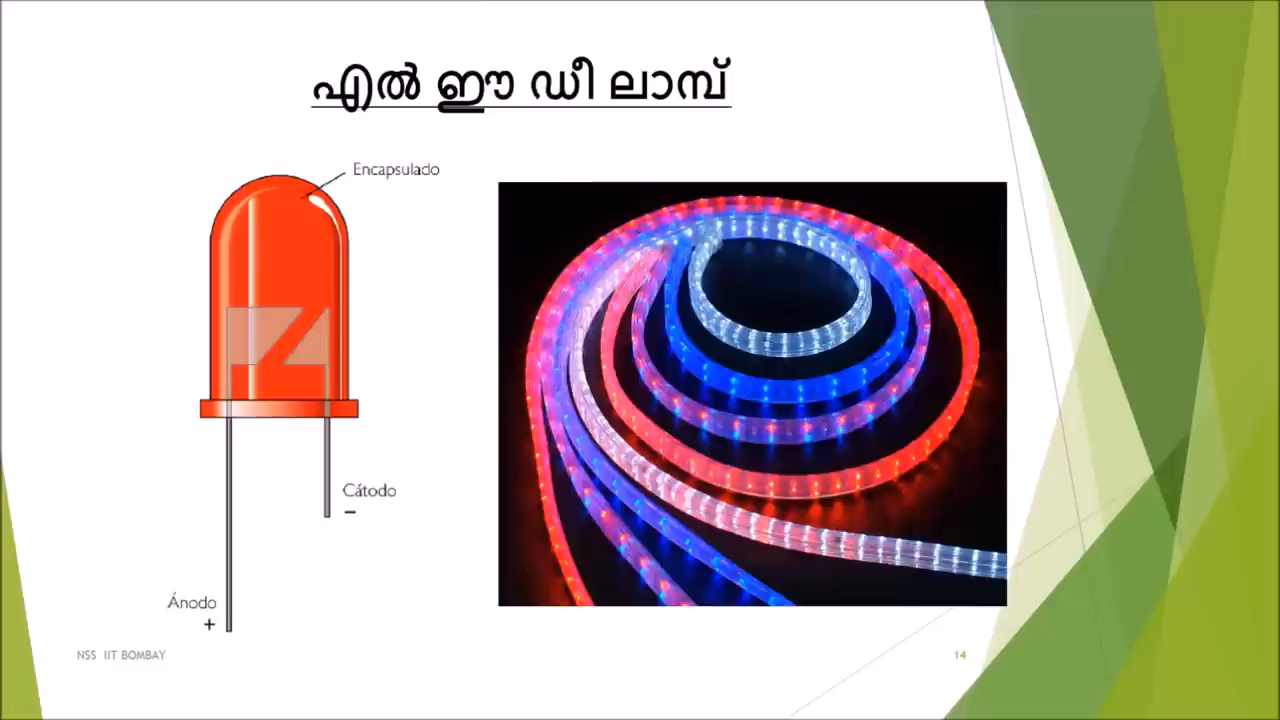 എൽ ഈ ഡീ ലാമ്പ്
Encapsulado
Cátodo
–
Ánodo
+
NSS IIT BOMBAY
14